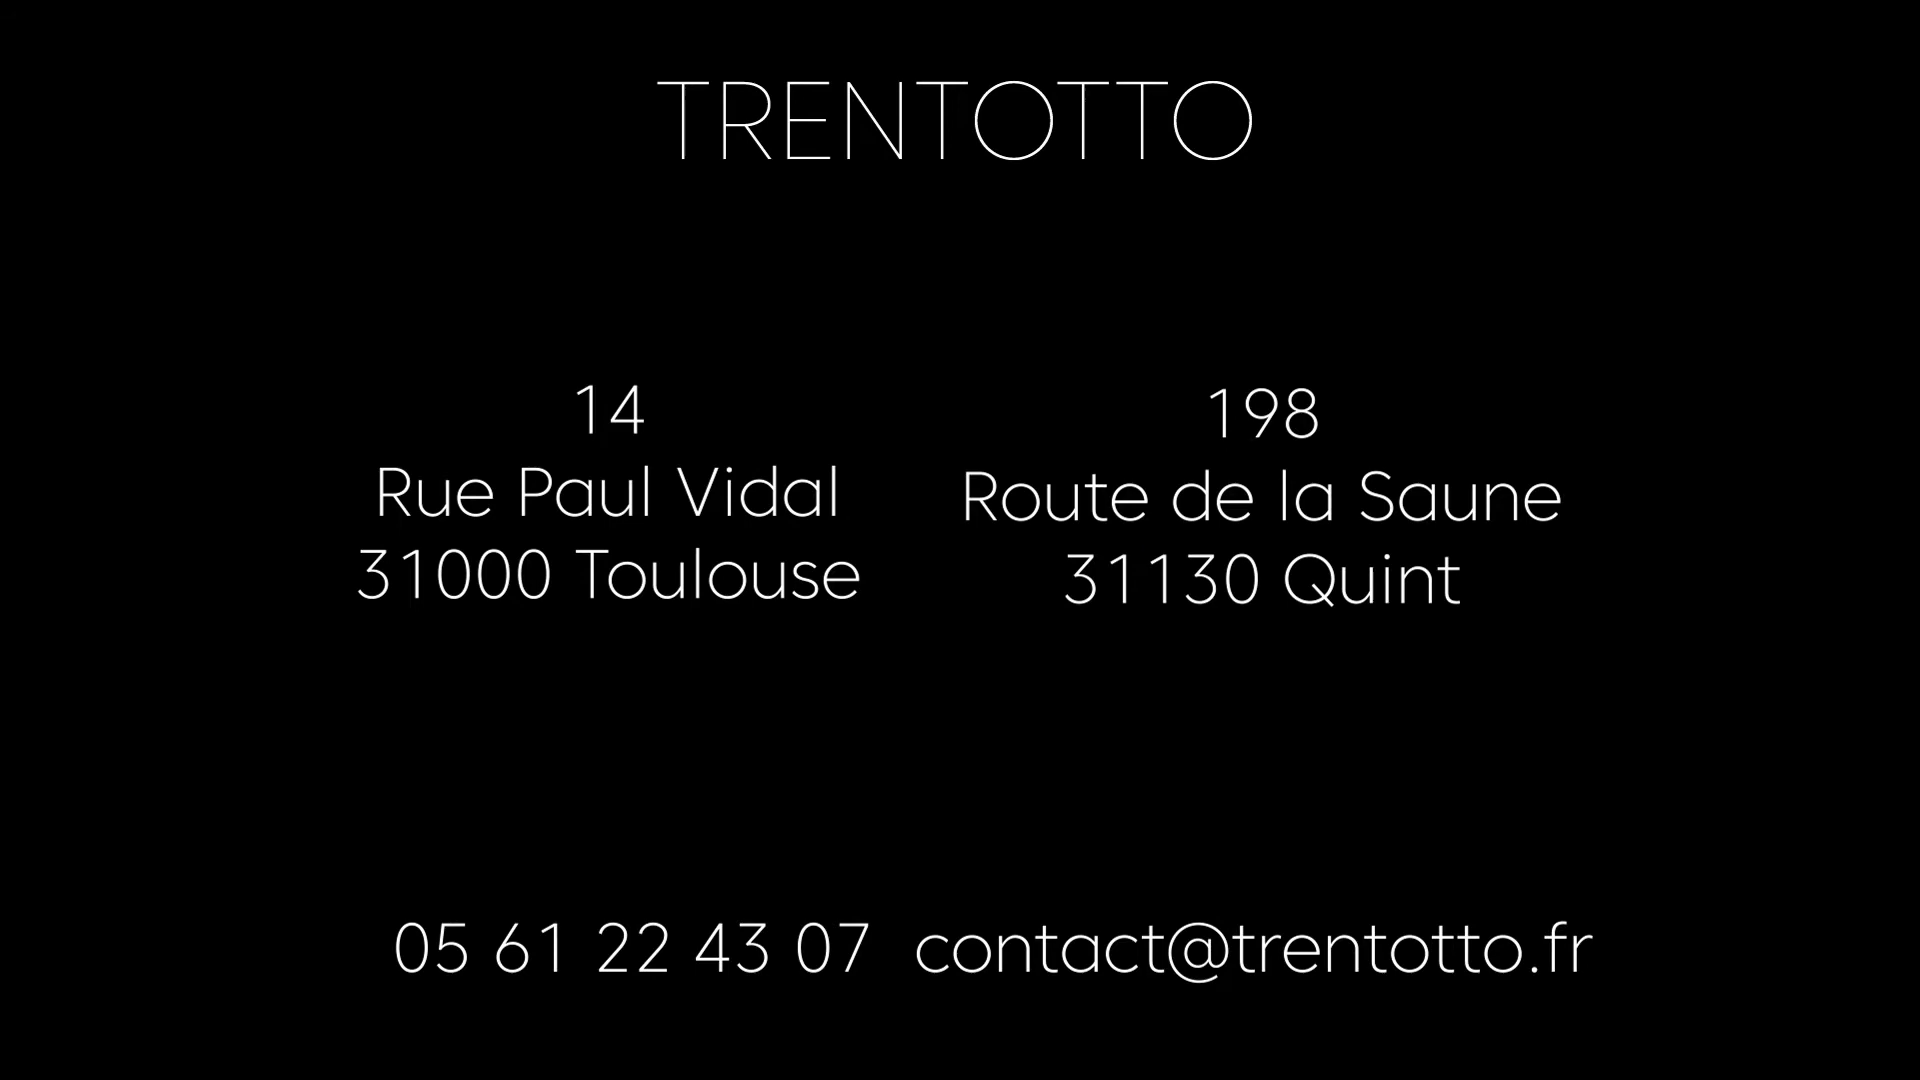 TRENTOTTO
14
Rue Paul Vidal
31000 Toulouse
198
Route de la Saune
31130 Quint
05 61 22 43 07 contact@trentotto.fr